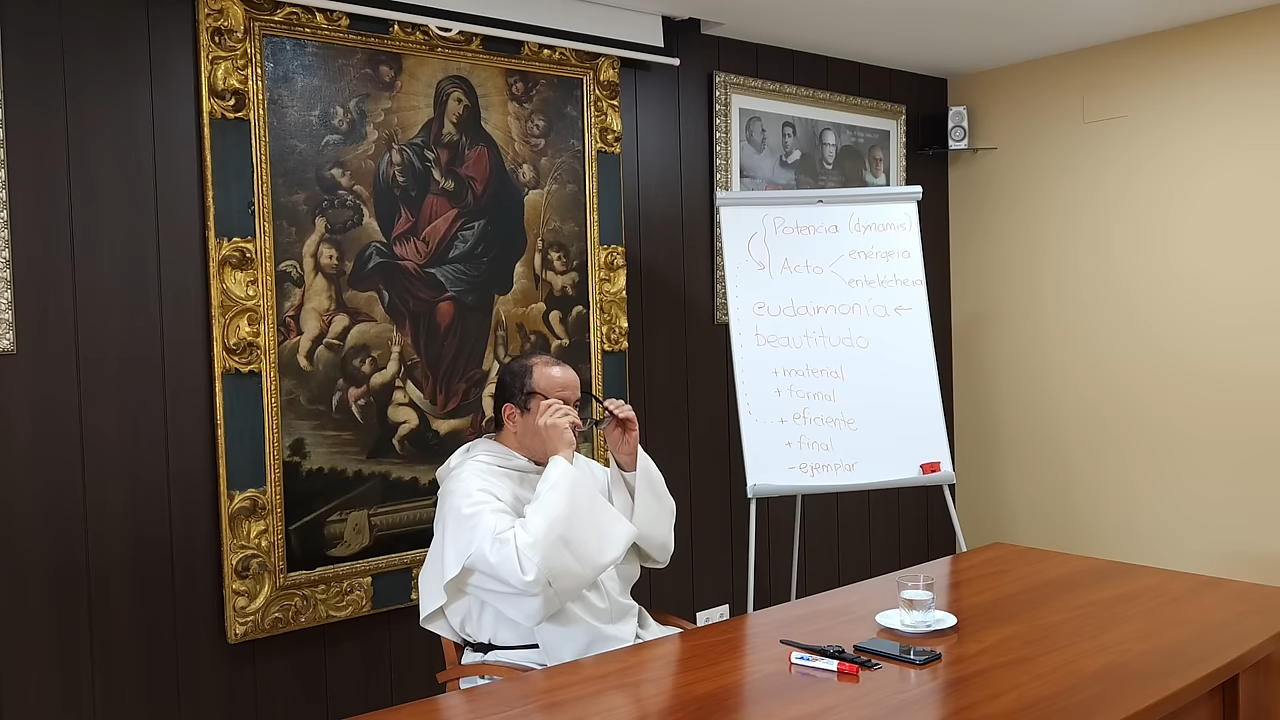 Potencia (dynamis)
Acto
enérgeia
entelécheia
eudaimonía ←
beautitudo
+ material
+ formal
...+ eficiente
+ final
- ejemplar